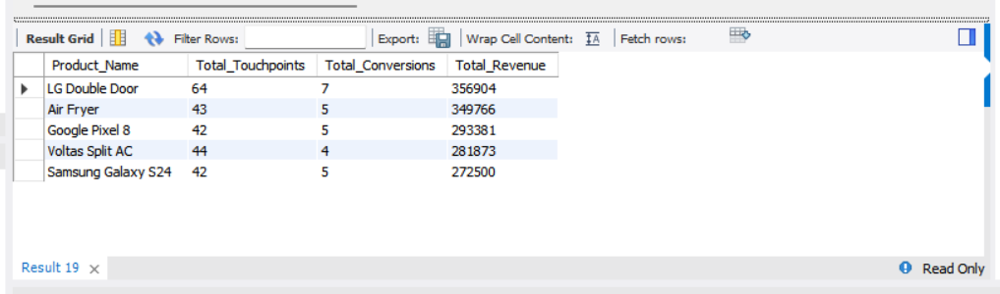 Result Grid Filter Rows: Export: Wrap Cell Content: Fetch rows:
Product_Name Total_Touchpoints Total_Conversions Total_Revenue
LG Double Door 64 7 356904
Air Fryer 43 5 349766
Google Pixel 8 42 5 293381
Voltas Split AC 44 4 281873
Samsung Galaxy S24 42 5 272500
Result 19 Read Only